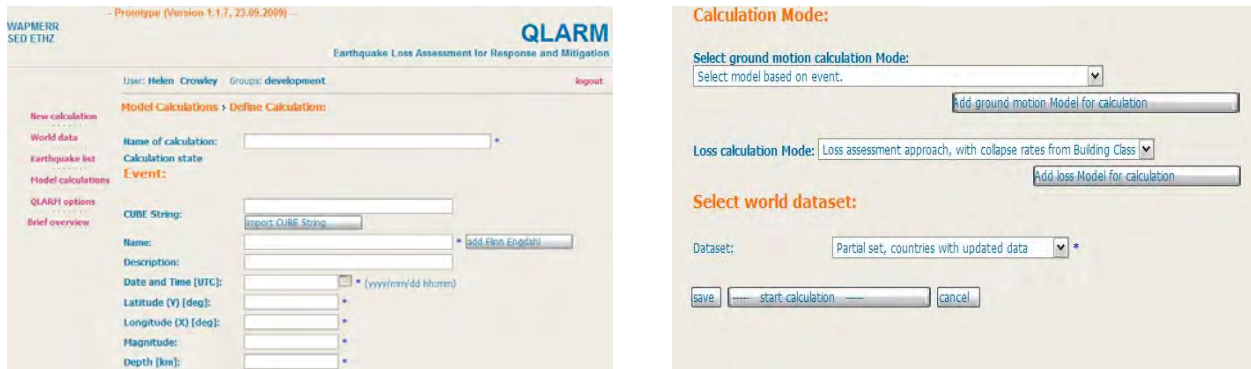 – Prototype (Version 1.1.7, 23.09.2009) –
WAPMERR
SED ETHZ
QLARM
Earthquake Loss Assessment for Response and Mitigation
User: Helen Crowley Groups: development
logout
New calculation
World data
Earthquake list
Model calculations
QLARM options
Brief overview
Model Calculations › Define Calculation:
Name of calculation: *
Calculation state
Event:
CUBE String:
import CUBE String
Name: * add Flinn Engdahl
Description:
Date and Time [UTC]: * (yyyy/mm/dd hh:mm)
Latitude (Y) [deg]: *
Longitude (X) [deg]: *
Magnitude: *
Depth [km]: *
Calculation Mode:
Select ground motion calculation Mode:
Select model based on event.
Add ground motion Model for calculation
Loss calculation Mode: Loss assessment approach, with collapse rates from Building Class
Add loss Model for calculation
Select world dataset:
Dataset: Partial set, countries with updated data *
save ----- start calculation ----- cancel